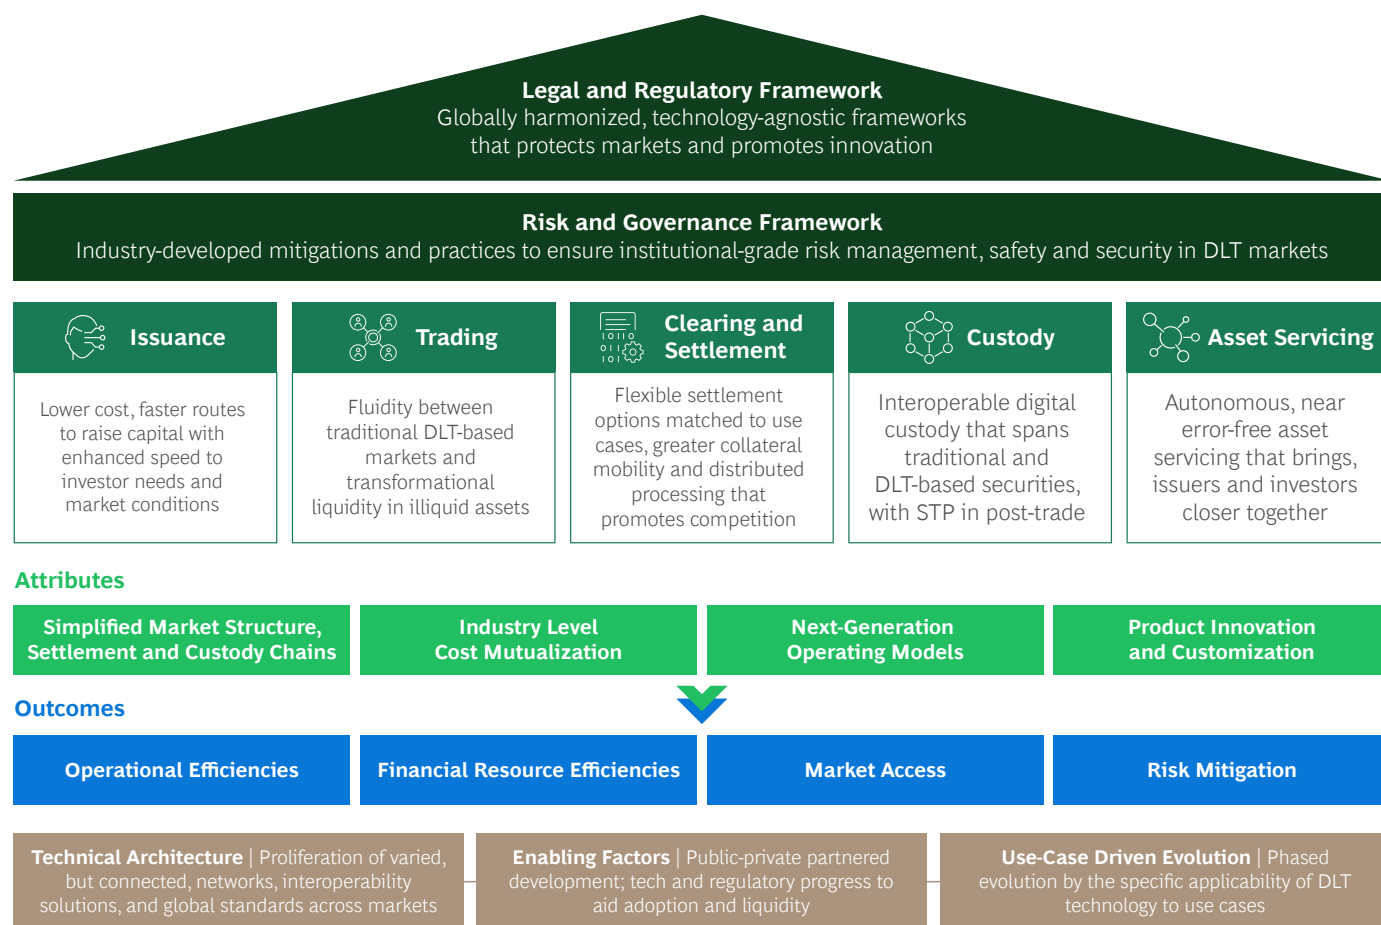 Legal and Regulatory Framework
Globally harmonized, technology-agnostic frameworks
that protects markets and promotes innovation
Risk and Governance Framework
Industry-developed mitigations and practices to ensure institutional-grade risk management, safety and security in DLT markets
Issuance
Lower cost, faster routes
to raise capital with
enhanced speed to
investor needs and
market conditions
Trading
Fluidity between
traditional DLT-based
markets and
transformational
liquidity in illiquid assets
Clearing and
Settlement
Flexible settlement
options matched to use
cases, greater collateral
mobility and distributed
processing that
promotes competition
Custody
Interoperable digital
custody that spans
traditional and
DLT-based securities,
with STP in post-trade
Asset Servicing
Autonomous, near
error-free asset
servicing that brings,
issuers and investors
closer together
Attributes
Simplified Market Structure,
Settlement and Custody Chains
Industry Level
Cost Mutualization
Next-Generation
Operating Models
Product Innovation
and Customization
Outcomes
Operational Efficiencies
Financial Resource Efficiencies
Market Access
Risk Mitigation
Technical Architecture | Proliferation of varied,
but connected, networks, interoperability
solutions, and global standards across markets
Enabling Factors | Public-private partnered
development; tech and regulatory progress to
aid adoption and liquidity
Use-Case Driven Evolution | Phased
evolution by the specific applicability of DLT
technology to use cases